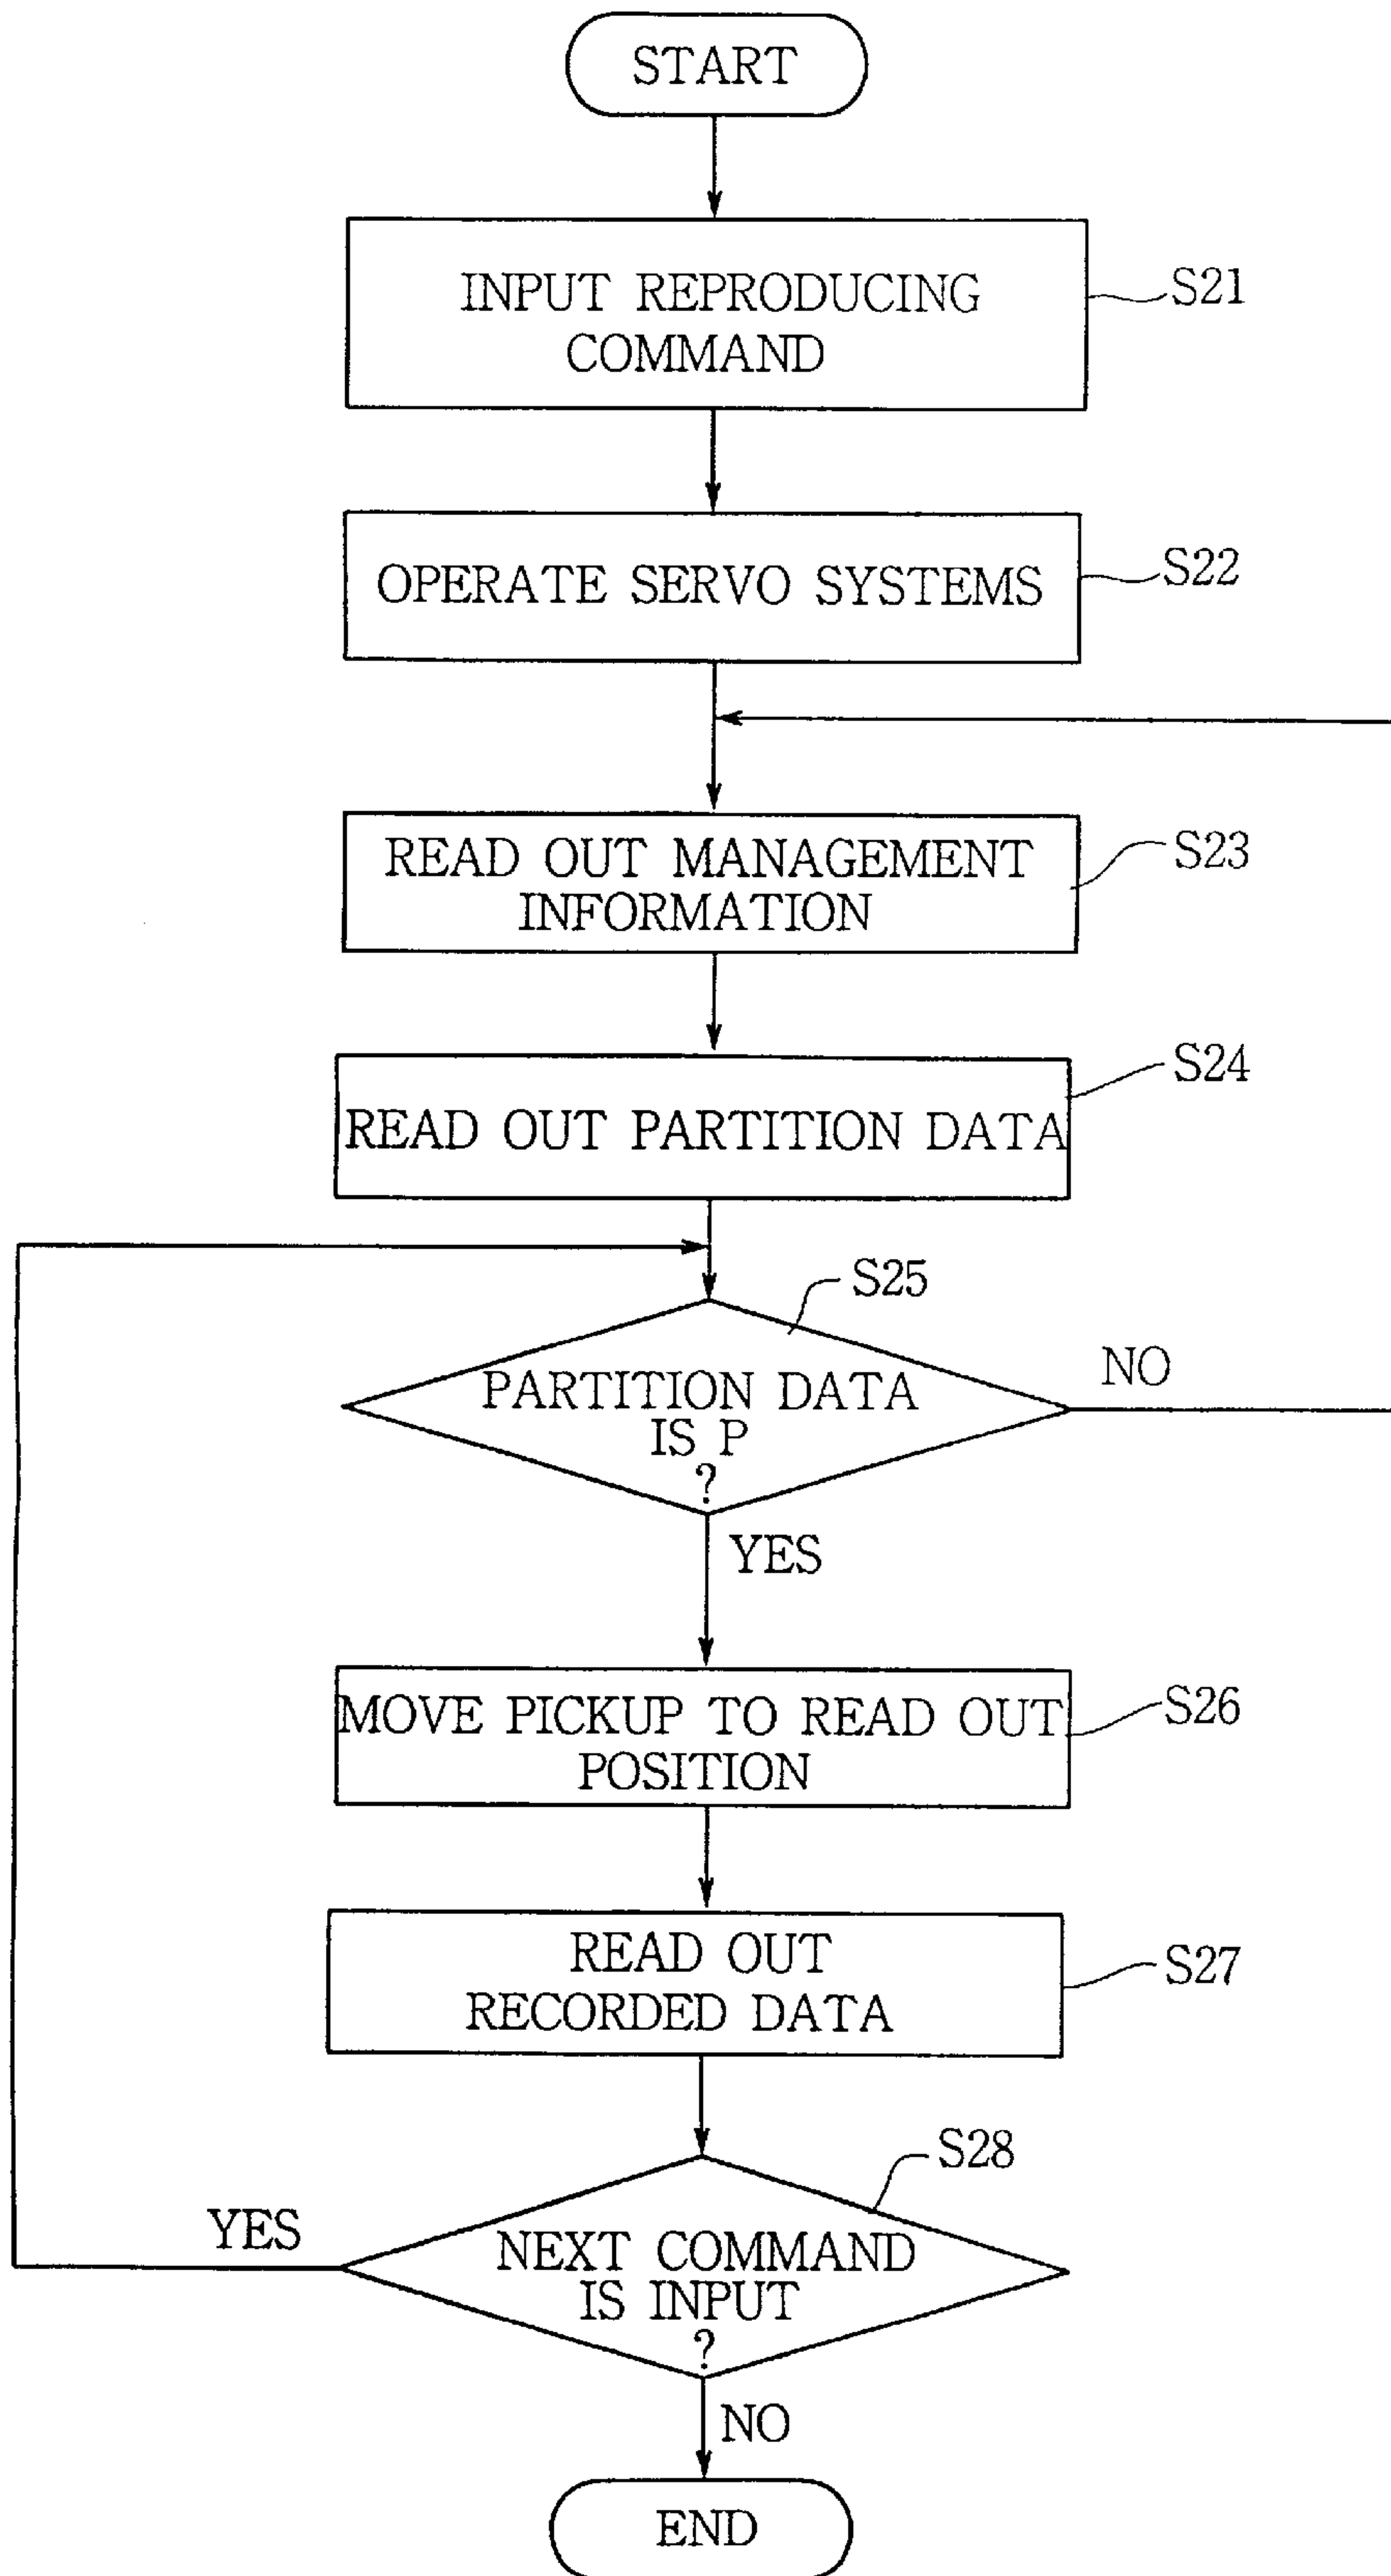 START
INPUT REPRODUCING
COMMAND
S21
OPERATE SERVO SYSTEMS
S22
READ OUT MANAGEMENT
INFORMATION
S23
READ OUT PARTITION DATA
S24
S25
PARTITION DATA
IS P
?
NO
YES
MOVE PICKUP TO READ OUT
POSITION
S26
READ OUT
RECORDED DATA
S27
S28
YES
NEXT COMMAND
IS INPUT
?
NO
END